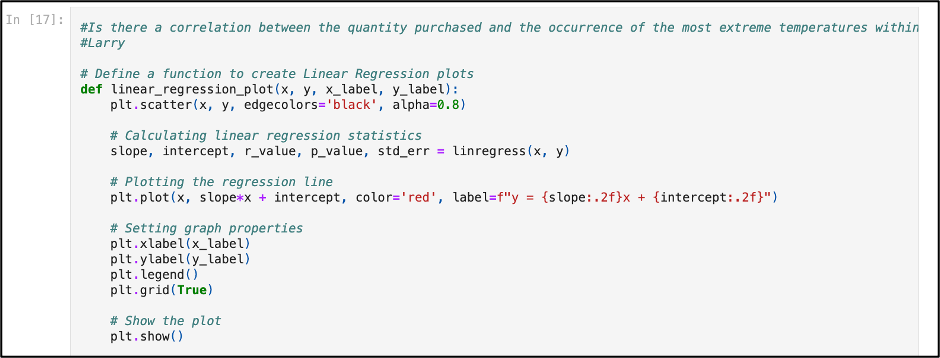 In [17]:
#Is there a correlation between the quantity purchased and the occurrence of the most extreme temperatures within
#Larry
# Define a function to create Linear Regression plots
def linear_regression_plot(x, y, x_label, y_label):
    plt.scatter(x, y, edgecolors='black', alpha=0.8)
    # Calculating linear regression statistics
    slope, intercept, r_value, p_value, std_err = linregress(x, y)
    # Plotting the regression line
    plt.plot(x, slope*x + intercept, color='red', label=f"y = {slope:.2f}x + {intercept:.2f}")
    # Setting graph properties
    plt.xlabel(x_label)
    plt.ylabel(y_label)
    plt.legend()
    plt.grid(True)
    # Show the plot
    plt.show()